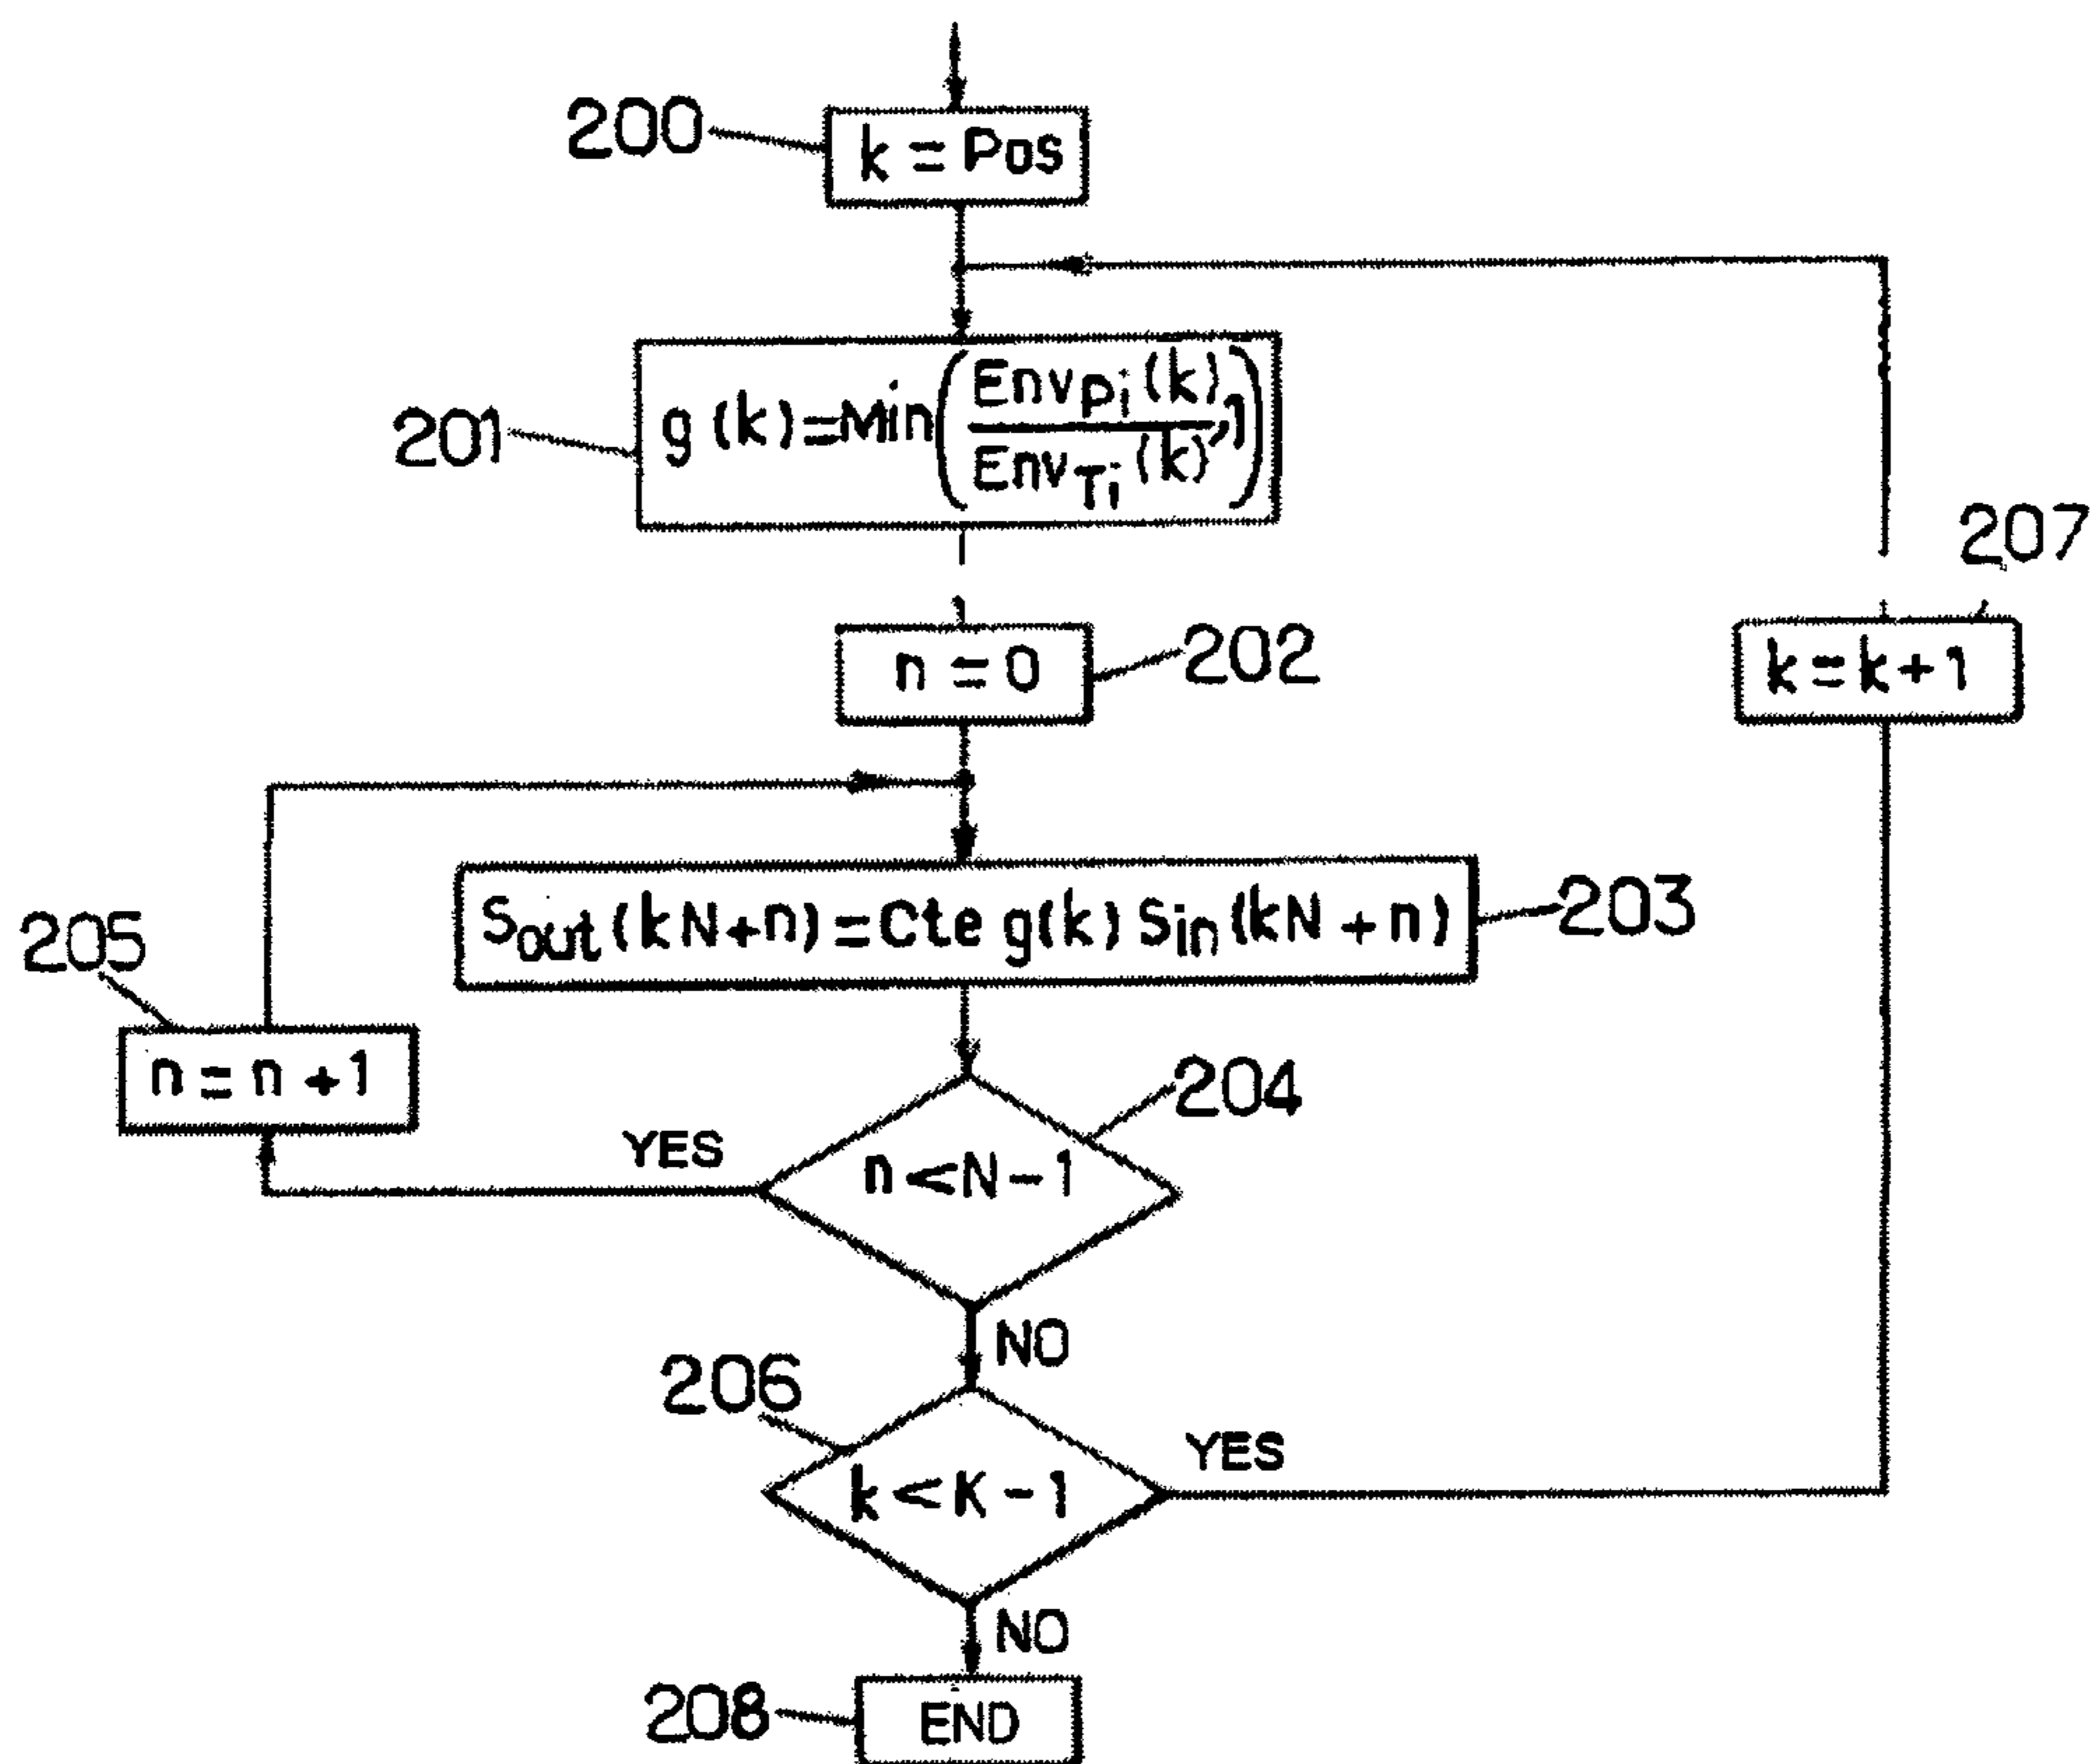 200
k = Pos
201
g (k) = Min( Env_Pi (k) / Env_Ti (k) , 1 )
207
n = 0
202
k = k + 1
S_out (kN + n) = Cte g(k) S_in (kN + n)
203
205
n = n + 1
204
YES
n < N - 1
NO
206
YES
k < K - 1
NO
208
END